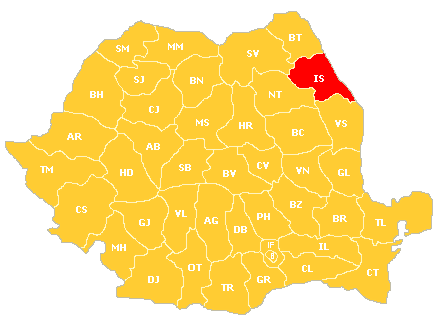 BT
SM
MM
SV
IS
SJ
BN
BH
NT
CJ
MS
HR
VS
BC
AR
AB
TM
HD
SB
BV
CV
VN
GL
CS
VL
AG
PH
BZ
BR
TL
GJ
DB
MH
IF
IL
B
OT
CL
CT
DJ
TR
GR